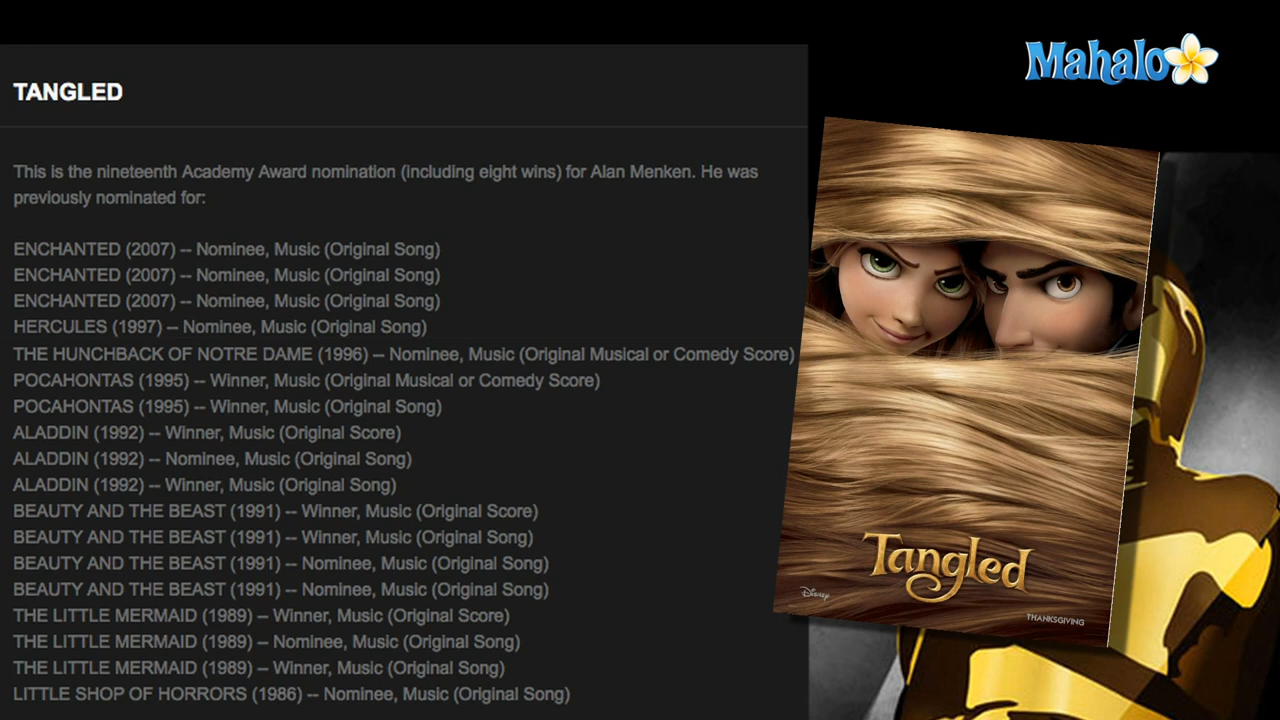 Mahalo
TANGLED
This is the nineteenth Academy Award nomination (including eight wins) for Alan Menken. He was
previously nominated for:
ENCHANTED (2007) -- Nominee, Music (Original Song)
ENCHANTED (2007) -- Nominee, Music (Original Song)
ENCHANTED (2007) -- Nominee, Music (Original Song)
HERCULES (1997) -- Nominee, Music (Original Song)
THE HUNCHBACK OF NOTRE DAME (1996) -- Nominee, Music (Original Musical or Comedy Score)
POCAHONTAS (1995) -- Winner, Music (Original Musical or Comedy Score)
POCAHONTAS (1995) -- Winner, Music (Original Song)
ALADDIN (1992) -- Winner, Music (Original Score)
ALADDIN (1992) -- Nominee, Music (Original Song)
ALADDIN (1992) -- Winner, Music (Original Song)
BEAUTY AND THE BEAST (1991) -- Winner, Music (Original Score)
BEAUTY AND THE BEAST (1991) -- Winner, Music (Original Song)
BEAUTY AND THE BEAST (1991) -- Nominee, Music (Original Song)
BEAUTY AND THE BEAST (1991) -- Nominee, Music (Original Song)
THE LITTLE MERMAID (1989) -- Winner, Music (Original Score)
THE LITTLE MERMAID (1989) -- Nominee, Music (Original Song)
THE LITTLE MERMAID (1989) -- Winner, Music (Original Song)
LITTLE SHOP OF HORRORS (1986) -- Nominee, Music (Original Song)
Tangled
Disney
THANKSGIVING